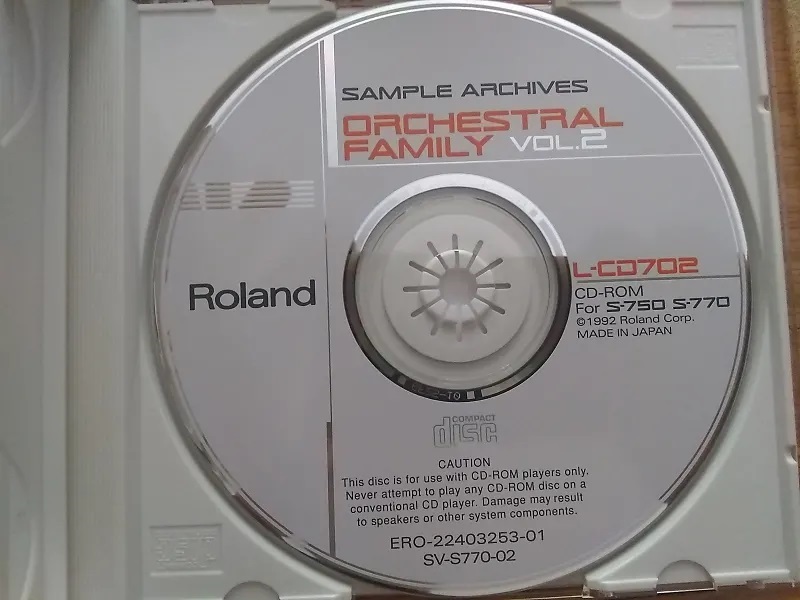 SAMPLE ARCHIVES
ORCHESTRAL
FAMILY VOL.2
Roland
L-CD702
CD-ROM
For S-750 S-770
©1992 Roland Corp.
MADE IN JAPAN
COMPACT
disc
CAUTION
This disc is for use with CD-ROM players only.
Never attempt to play any CD-ROM disc on a
conventional CD player. Damage may result
to speakers or other system components.
ERO-22403253-01
SV-S770-02